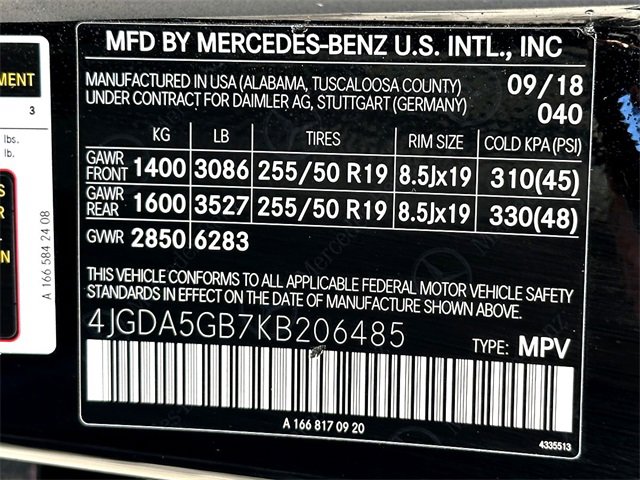 MFD BY MERCEDES-BENZ U.S. INTL., INC
MANUFACTURED IN USA (ALABAMA, TUSCALOOSA COUNTY) 09/18
UNDER CONTRACT FOR DAIMLER AG, STUTTGART (GERMANY) 040
KG LB TIRES RIM SIZE COLD KPA (PSI)
GAWR FRONT 1400 3086 255/50 R19 8.5Jx19 310(45)
GAWR REAR 1600 3527 255/50 R19 8.5Jx19 330(48)
GVWR 2850 6283
THIS VEHICLE CONFORMS TO ALL APPLICABLE FEDERAL MOTOR VEHICLE SAFETY
STANDARDS IN EFFECT ON THE DATE OF MANUFACTURE SHOWN ABOVE.
4JGDA5GB7KB206485 TYPE: MPV
A 166 817 09 20
4335513
3
lbs.
lb.
A 166 584 24 08